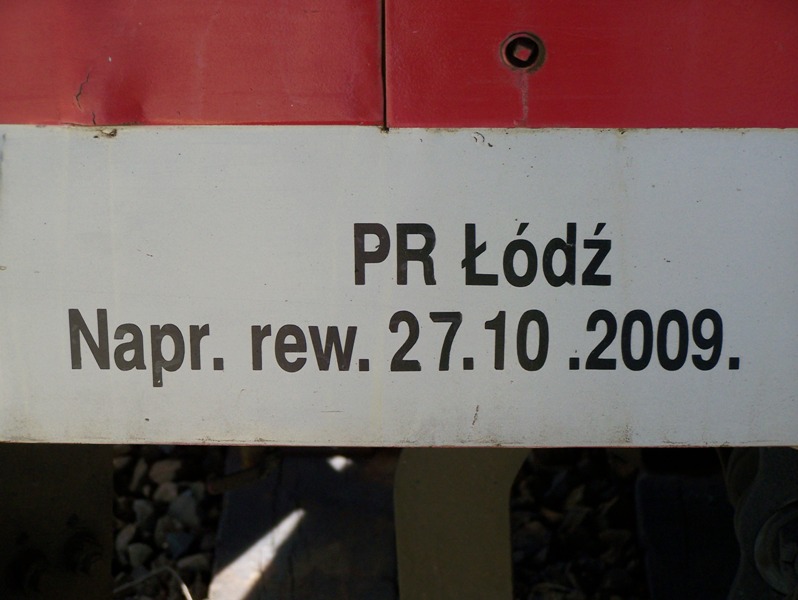 PR Łódź
Napr. rew. 27.10 .2009.